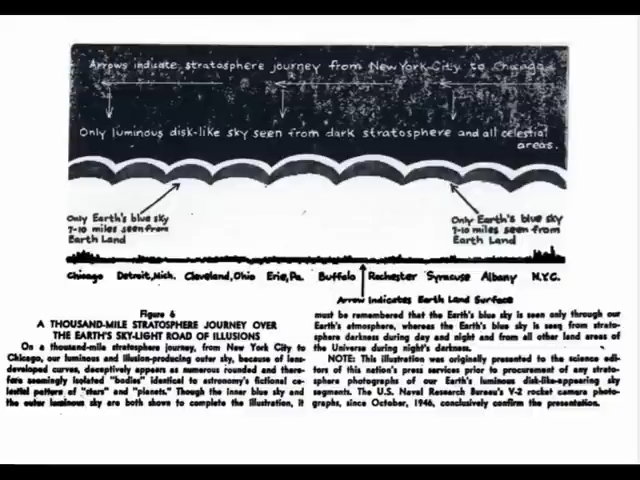 Arrows indicate stratosphere journey from New York City to Chicago
Only luminous disk-like sky seen from dark stratosphere and all celestial
areas.
Only Earth's blue sky
7-10 miles seen from
Earth Land
Only Earth's blue sky
7-10 miles seen from
Earth Land
Chicago Detroit, Mich. Cleveland, Ohio Erie, Pa. Buffalo Rochester Syracuse Albany N.Y.C.
Arrow Indicates Earth Land Surface
Figure 6
A THOUSAND-MILE STRATOSPHERE JOURNEY OVER
THE EARTH'S SKY-LIGHT ROAD OF ILLUSIONS
On a thousand-mile stratosphere journey, from New York City to
Chicago, our luminous and illusion-producing outer sky, because of lens-
developed curves, deceptively appears as numerous rounded and there-
fore seemingly isolated "bodies" identical to astronomy's fictional ce-
lestial pattern of "stars" and "planets." Though the inner blue sky and
the outer luminous sky are both shown to complete the illustration, it
must be remembered that the Earth's blue sky is seen only through our
Earth's atmosphere, whereas the Earth's blue sky is seen from strato-
sphere darkness during day and night and from all other land areas of
the Universe during night's darkness.
NOTE: This illustration was originally presented to the science edi-
tors of this nation's press services prior to procurement of any strato-
sphere photographs of our Earth's luminous disk-like-appearing sky
segments. The U.S. Naval Research Bureau's V-2 rocket camera photo-
graphs, since October, 1946, conclusively confirm the presentation.